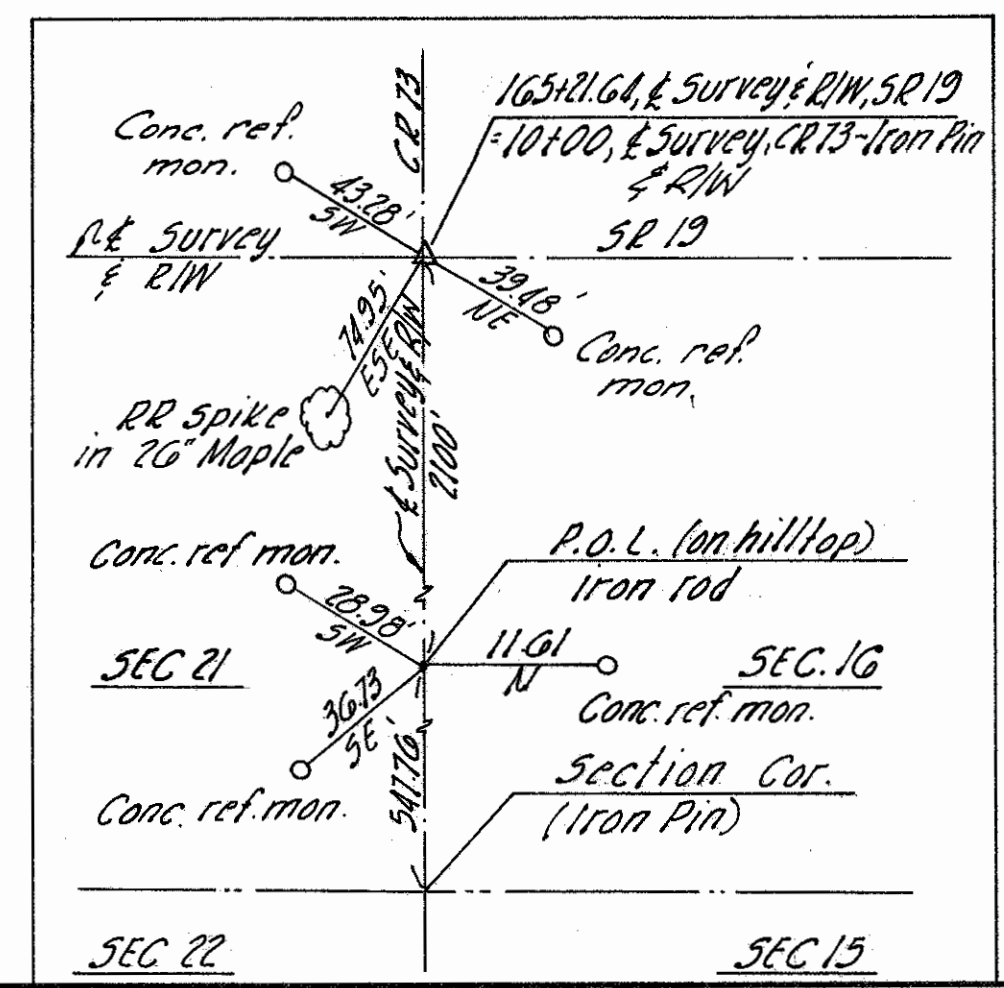 CR 73
165+21.64, ℄ Survey & R/W, SR 19
=10+00, ℄ Survey, CR 73-Iron Pin
& R/W
SR 19
Conc. ref.
mon.
43.28'
SW
℄ Survey
& R/W
39.48'
NE
Conc. ref.
mon.
74.95'
ESE
RR Spike
in 26" Maple
℄ Survey & R/W
2100'
Conc. ref mon.
28.98'
SW
P.O.L. (on hilltop)
Iron rod
SEC 21
11.61
N
SEC. 16
Conc. ref. mon.
36.73'
SE
Conc. ref. mon.
547.76'
Section Cor.
(Iron Pin)
SEC 22
SEC 15